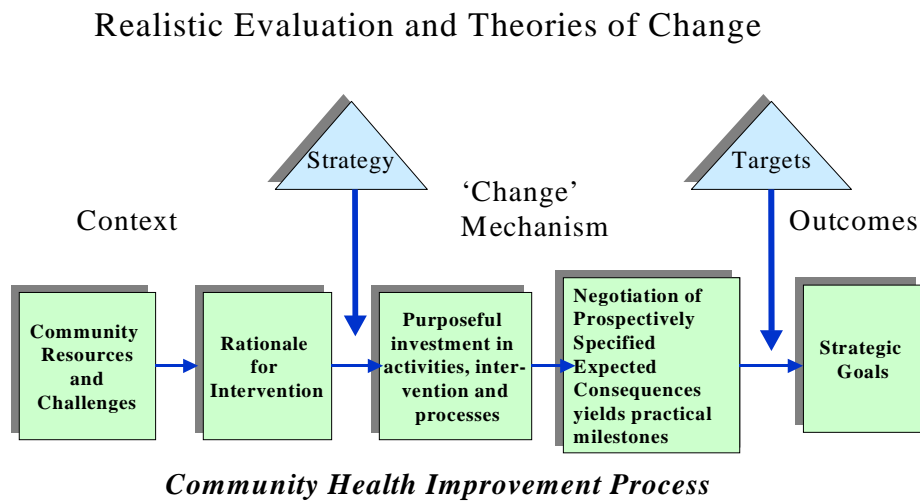 Realistic Evaluation and Theories of Change
Strategy
Targets
Context
‘Change’
Mechanism
Outcomes
Community
Resources
and
Challenges
Rationale
for
Intervention
Purposeful
investment in
activities, inter-
vention and
processes
Negotiation of
Prospectively
Specified
Expected
Consequences
yields practical
milestones
Strategic
Goals
Community Health Improvement Process